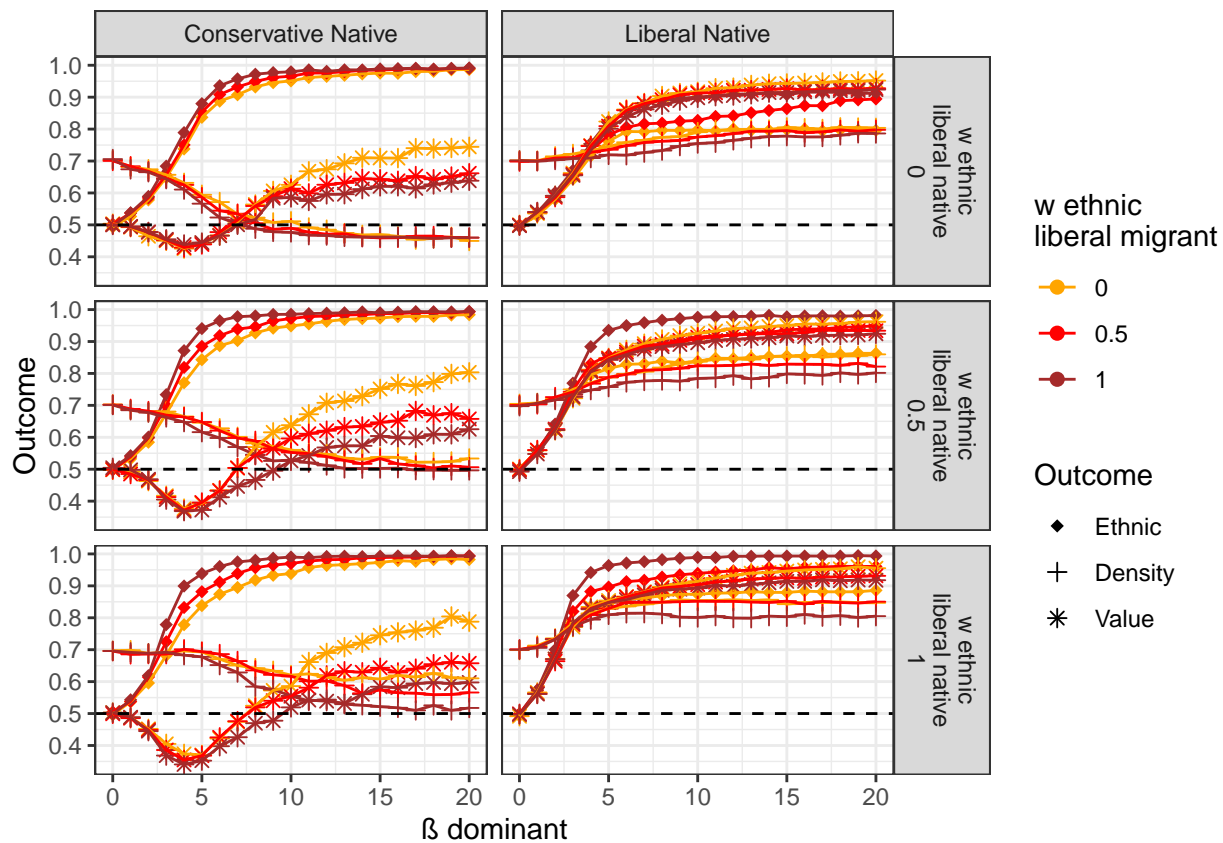 Conservative Native
Liberal Native
1.0
0.9
0.8
0.7
0.6
0.5
0.4
w ethnic
liberal native
0
1.0
0.9
0.8
0.7
0.6
0.5
0.4
w ethnic
liberal native
0.5
1.0
0.9
0.8
0.7
0.6
0.5
0.4
w ethnic
liberal native
1
Outcome
0 5 10 15 20
0 5 10 15 20
ß dominant
w ethnic
liberal migrant
0
0.5
1
Outcome
Ethnic
Density
Value